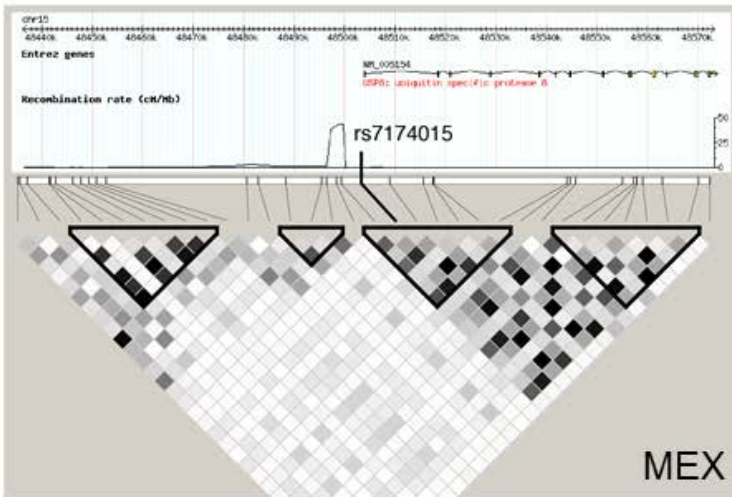 chr15
48440k 48450k 48460k 48470k 48480k 48490k 48500k 48510k 48520k 48530k 48540k 48550k 48560k 48570k
Entrez genes
NM_005154
USP8: ubiquitin specific protease 8
Recombination rate (cM/Mb)
50
25
0
rs7174015
MEX